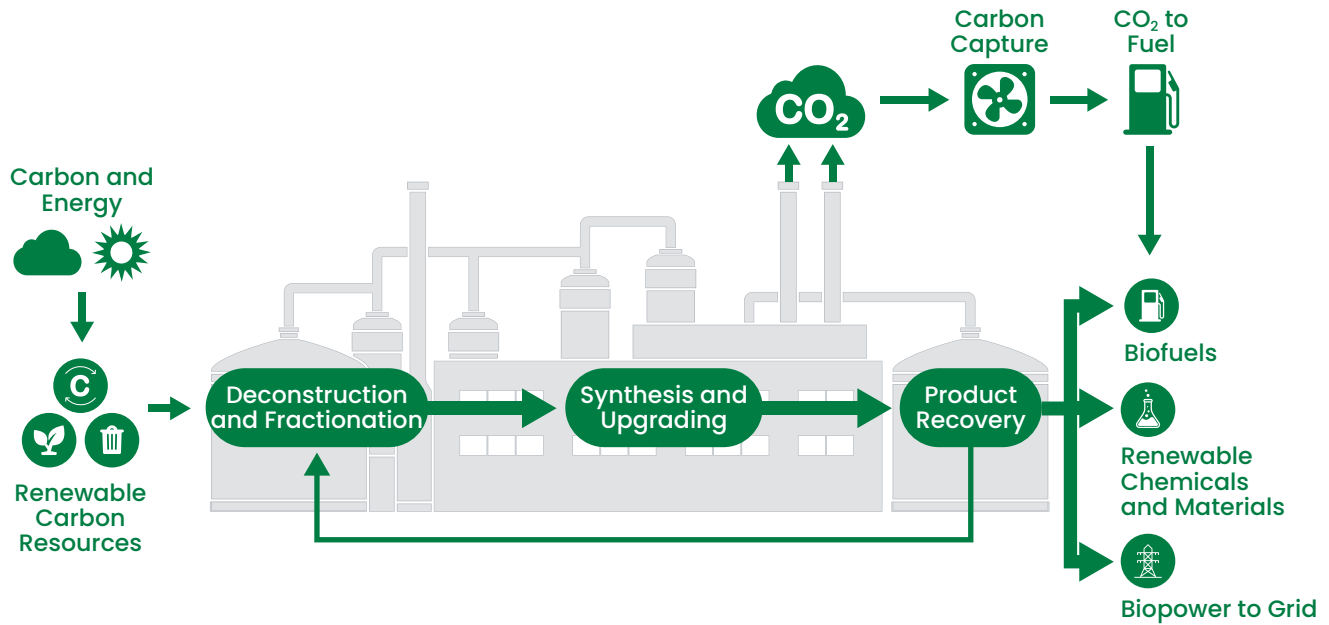 Carbon and
Energy
C
Renewable
Carbon
Resources
Deconstruction
and Fractionation
Synthesis and
Upgrading
Product
Recovery
CO₂
Carbon
Capture
CO₂ to
Fuel
Biofuels
Renewable
Chemicals
and Materials
Biopower to Grid